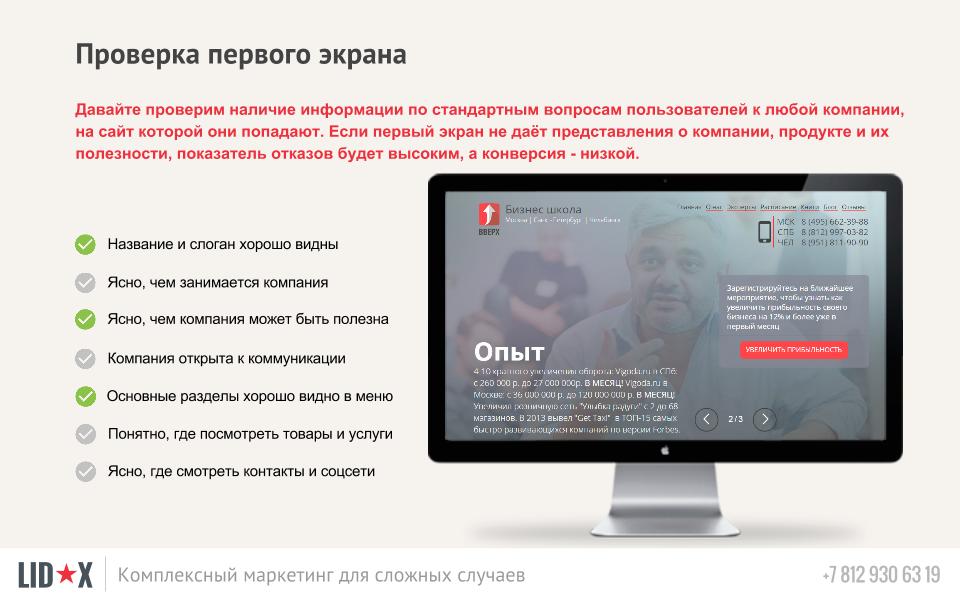 Проверка первого экрана
Давайте проверим наличие информации по стандартным вопросам пользователей к любой компании,
на сайт которой они попадают. Если первый экран не даёт представления о компании, продукте и их
полезности, показатель отказов будет высоким, а конверсия - низкой.
Название и слоган хорошо видны
Ясно, чем занимается компания
Ясно, чем компания может быть полезна
Компания открыта к коммуникации
Основные разделы хорошо видно в меню
Понятно, где посмотреть товары и услуги
Ясно, где смотреть контакты и соцсети
ВВЕРХ
Бизнес школа
Москва | Санкт-Петербург | Челябинск
Главная О нас Эксперты Расписание Книги Блог Отзывы
МСК 8 (495) 662-39-88
СПБ 8 (812) 997-03-82
ЧЕЛ 8 (951) 811-90-90
Зарегистрируйтесь на ближайшее
мероприятие, чтобы узнать как
увеличить прибыльность своего
бизнеса на 12% и более уже в
первый месяц
УВЕЛИЧИТЬ ПРИБЫЛЬНОСТЬ
Опыт
4-10 кратного увеличения оборота: Vigoda.ru в СПб:
с 260 000 р. до 27 000 000р. В МЕСЯЦ! Vigoda.ru в
Москве: с 36 000 000 р. до 120 000 000 р. В МЕСЯЦ!
Увеличил розничную сеть "Улыбка радуги" с 2 до 68
магазинов. В 2013 вывел "Get Taxi" в ТОП-15 самых
быстро развивающихся компаний по версии Forbes.
2 / 3
LID★X
Комплексный маркетинг для сложных случаев
+7 812 930 63 19